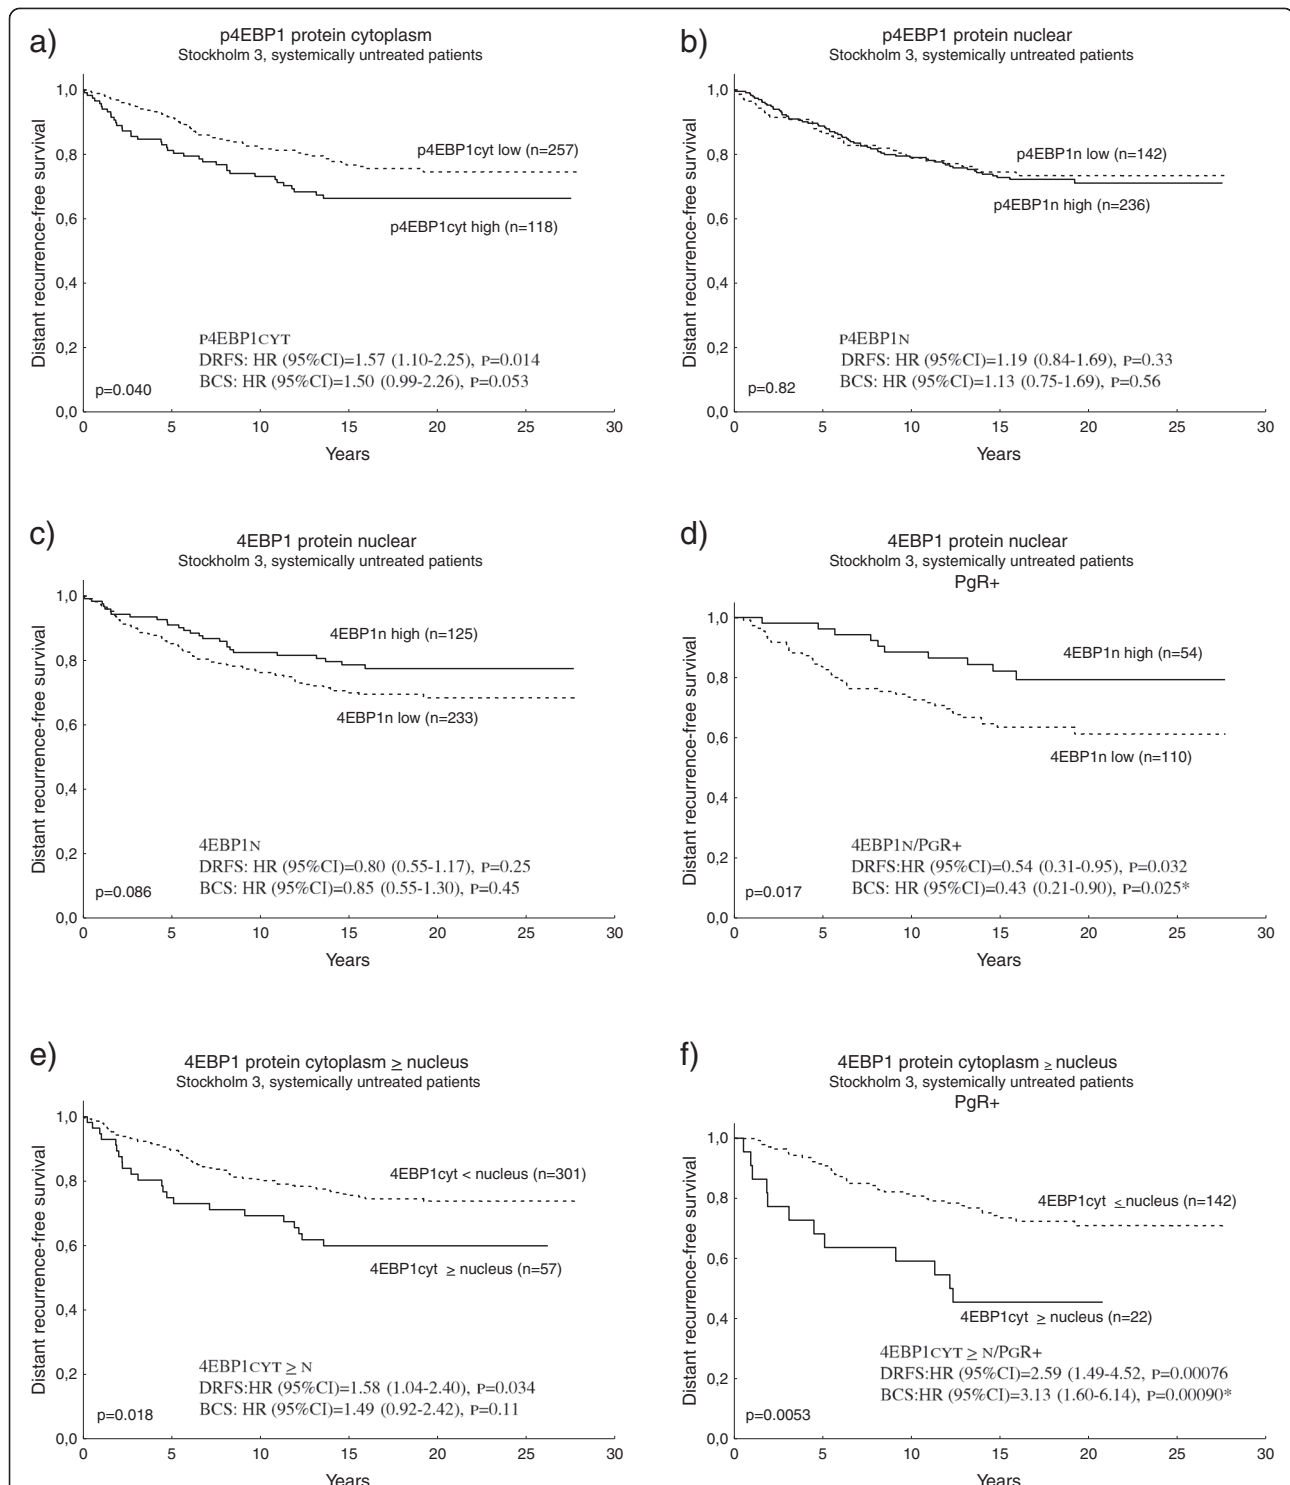 a)
p4EBP1 protein cytoplasm
Stockholm 3, systemically untreated patients
Distant recurrence-free survival
1,0
0,8
0,6
0,4
0,2
0,0
p4EBP1cyt low (n=257)
p4EBP1cyt high (n=118)
P4EBP1CYT
DRFS: HR (95%CI)=1.57 (1.10-2.25), P=0.014
BCS: HR (95%CI)=1.50 (0.99-2.26), P=0.053
p=0.040
0 5 10 15 20 25 30
Years
b)
p4EBP1 protein nuclear
Stockholm 3, systemically untreated patients
Distant recurrence-free survival
1,0
0,8
0,6
0,4
0,2
0,0
p4EBP1n low (n=142)
p4EBP1n high (n=236)
P4EBP1N
DRFS: HR (95%CI)=1.19 (0.84-1.69), P=0.33
BCS: HR (95%CI)=1.13 (0.75-1.69), P=0.56
p=0.82
0 5 10 15 20 25 30
Years
c)
4EBP1 protein nuclear
Stockholm 3, systemically untreated patients
Distant recurrence-free survival
1,0
0,8
0,6
0,4
0,2
0,0
4EBP1n high (n=125)
4EBP1n low (n=233)
4EBP1N
DRFS: HR (95%CI)=0.80 (0.55-1.17), P=0.25
BCS: HR (95%CI)=0.85 (0.55-1.30), P=0.45
p=0.086
0 5 10 15 20 25 30
Years
d)
4EBP1 protein nuclear
Stockholm 3, systemically untreated patients
PgR+
Distant recurrence-free survival
1,0
0,8
0,6
0,4
0,2
0,0
4EBP1n high (n=54)
4EBP1n low (n=110)
4EBP1N/PGR+
DRFS:HR (95%CI)=0.54 (0.31-0.95), P=0.032
BCS: HR (95%CI)=0.43 (0.21-0.90), P=0.025*
p=0.017
0 5 10 15 20 25 30
Years
e)
4EBP1 protein cytoplasm ≥ nucleus
Stockholm 3, systemically untreated patients
Distant recurrence-free survival
1,0
0,8
0,6
0,4
0,2
0,0
4EBP1cyt < nucleus (n=301)
4EBP1cyt ≥ nucleus (n=57)
4EBP1CYT ≥ N
DRFS:HR (95%CI)=1.58 (1.04-2.40), P=0.034
BCS: HR (95%CI)=1.49 (0.92-2.42), P=0.11
p=0.018
0 5 10 15 20 25 30
Years
f)
4EBP1 protein cytoplasm ≥ nucleus
Stockholm 3, systemically untreated patients
PgR+
Distant recurrence-free survival
1,0
0,8
0,6
0,4
0,2
0,0
4EBP1cyt ≤ nucleus (n=142)
4EBP1cyt ≥ nucleus (n=22)
4EBP1CYT ≥ N/PGR+
DRFS:HR (95%CI)=2.59 (1.49-4.52, P=0.00076
BCS:HR (95%CI)=3.13 (1.60-6.14), P=0.00090*
p=0.0053
0 5 10 15 20 25 30
Years